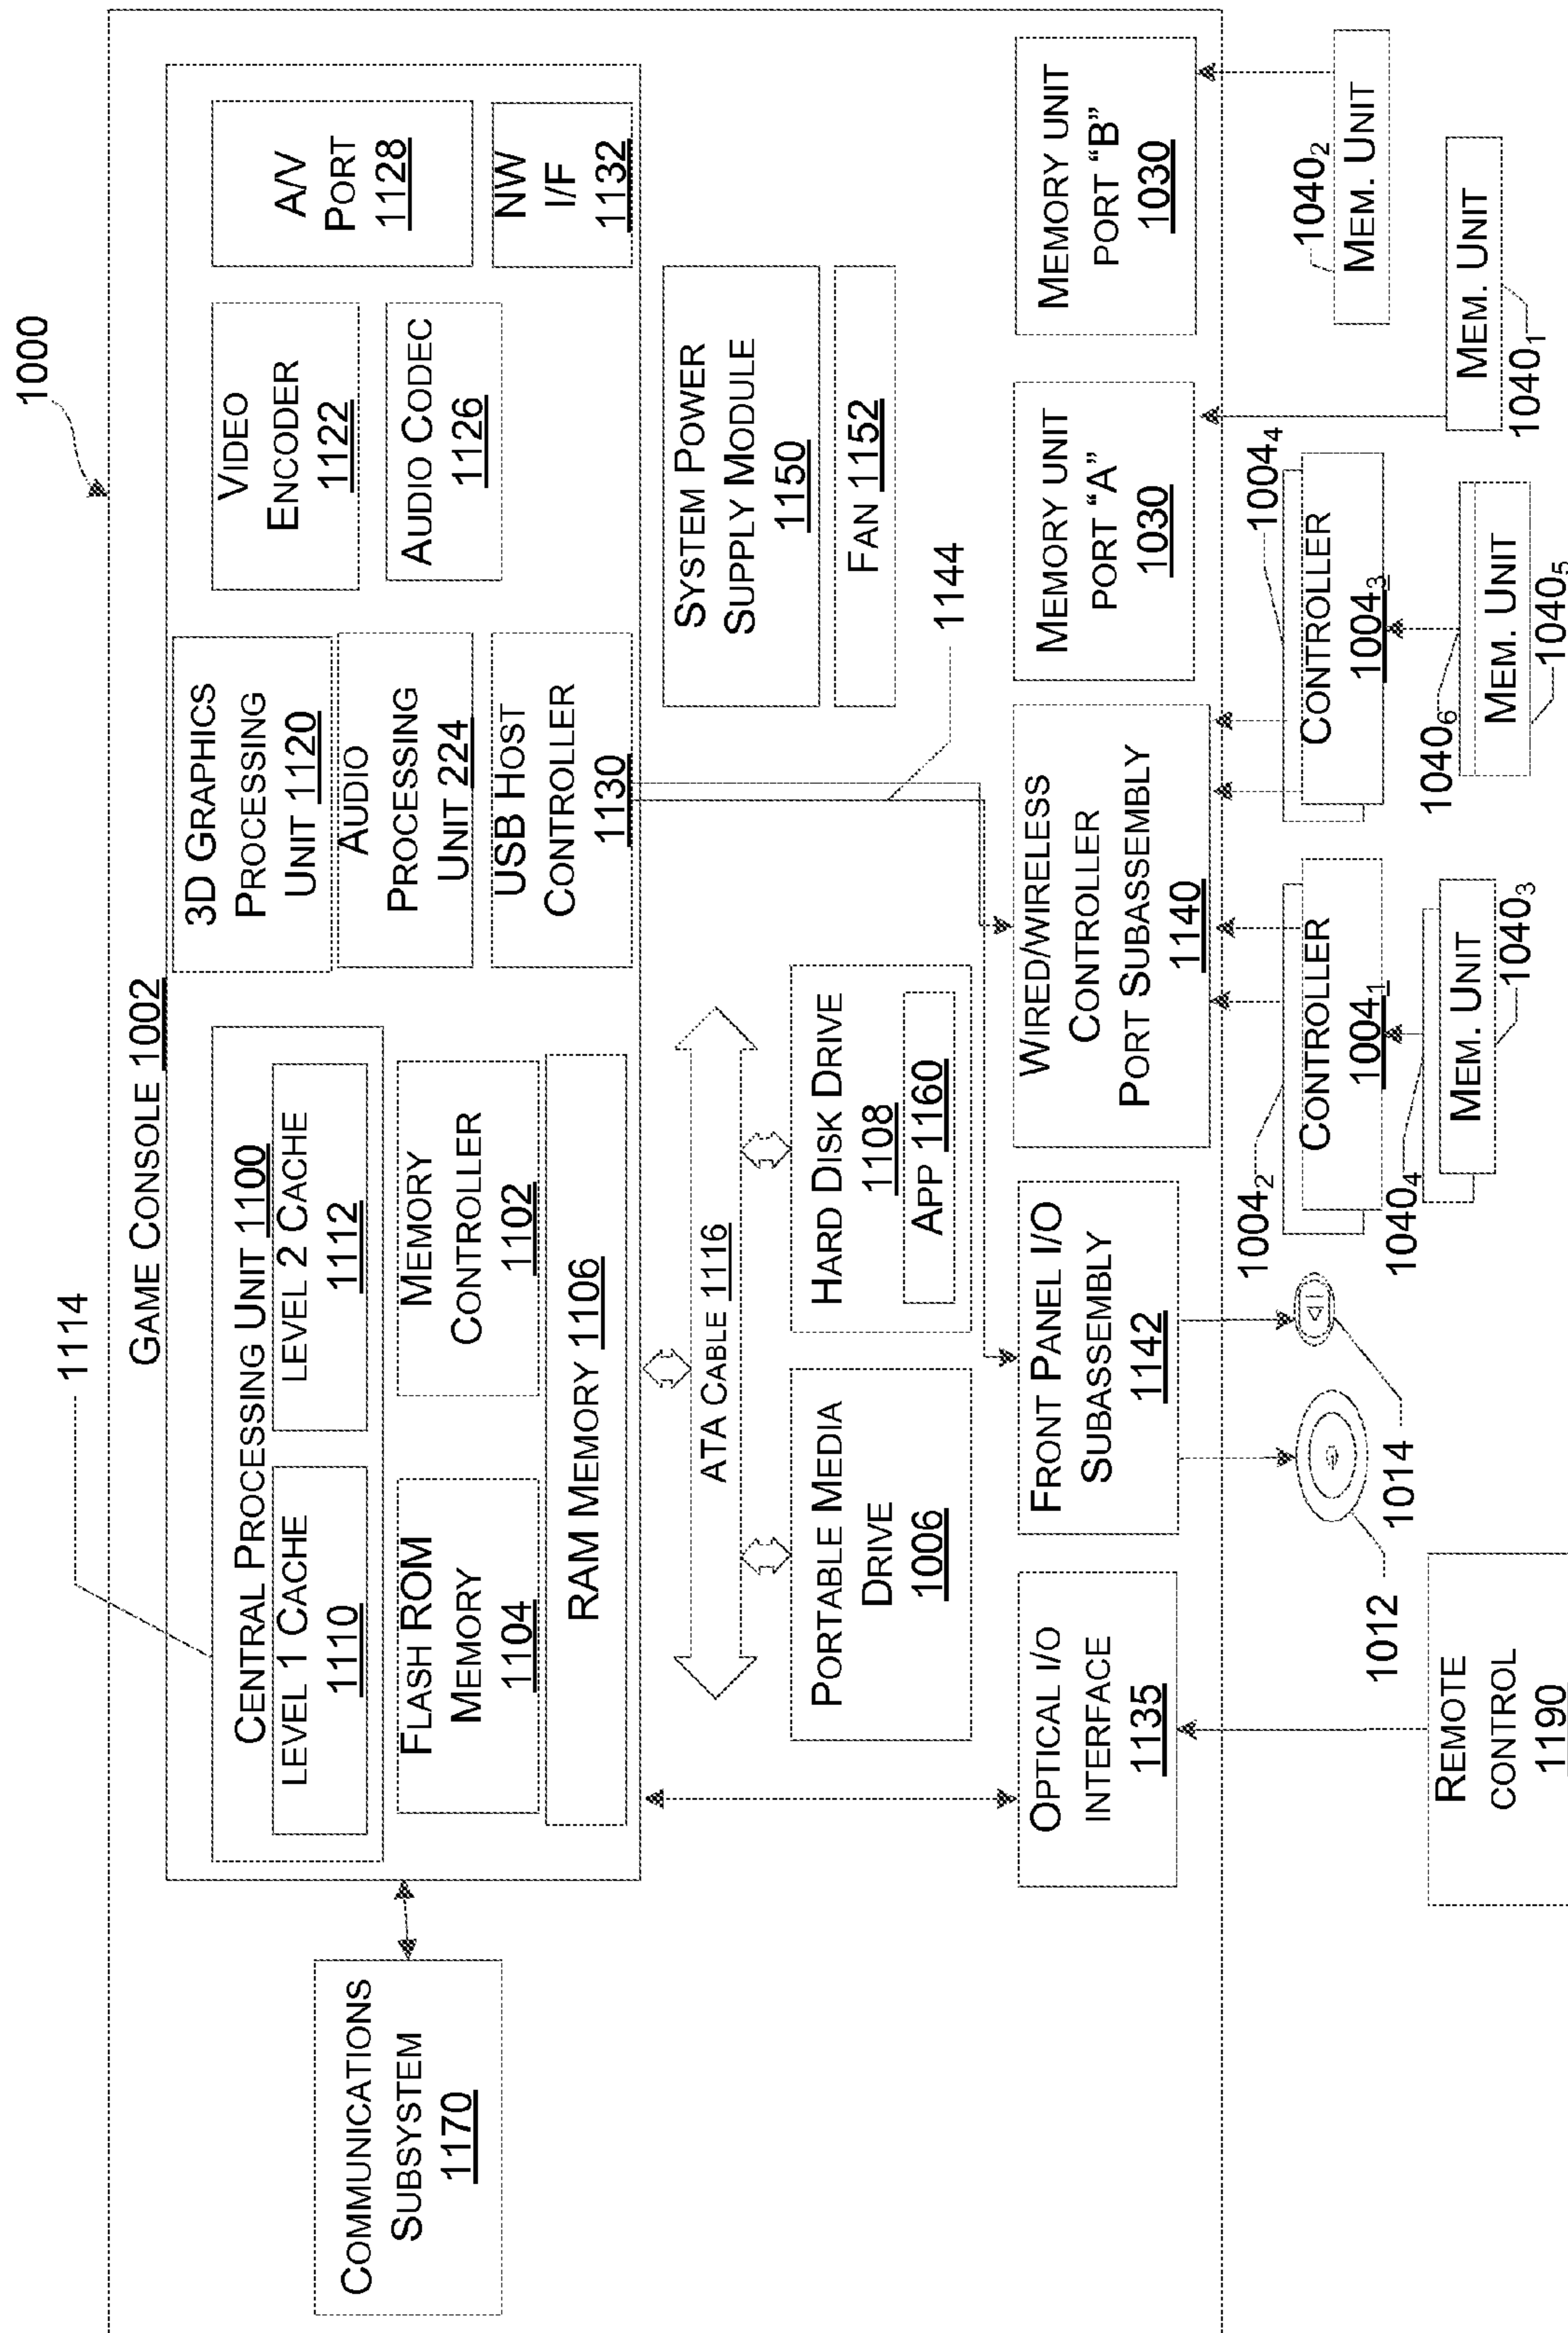 1000
1114
GAME CONSOLE 1002
CENTRAL PROCESSING UNIT 1100
LEVEL 1 CACHE
1110
LEVEL 2 CACHE
1112
FLASH ROM
MEMORY
1104
MEMORY
CONTROLLER
1102
RAM MEMORY 1106
3D GRAPHICS
PROCESSING
UNIT 1120
AUDIO
PROCESSING
UNIT 224
USB HOST
CONTROLLER
1130
VIDEO
ENCODER
1122
AUDIO CODEC
1126
A/V
PORT
1128
NW
I/F
1132
COMMUNICATIONS
SUBSYSTEM
1170
ATA CABLE 1116
PORTABLE MEDIA
DRIVE
1006
HARD DISK DRIVE
1108
APP 1160
SYSTEM POWER
SUPPLY MODULE
1150
FAN 1152
1144
OPTICAL I/O
INTERFACE
1135
FRONT PANEL I/O
SUBASSEMBLY
1142
WIRED/WIRELESS
CONTROLLER
PORT SUBASSEMBLY
1140
MEMORY UNIT
PORT “A”
1030
MEMORY UNIT
PORT “B”
1030
1012
1014
REMOTE
CONTROL
1190
1004₂
CONTROLLER
1004₁
1040₄
MEM. UNIT
1040₃
1004₄
CONTROLLER
1004₃
1040₆
MEM. UNIT
1040₅
MEM. UNIT
1040₁
1040₂
MEM. UNIT